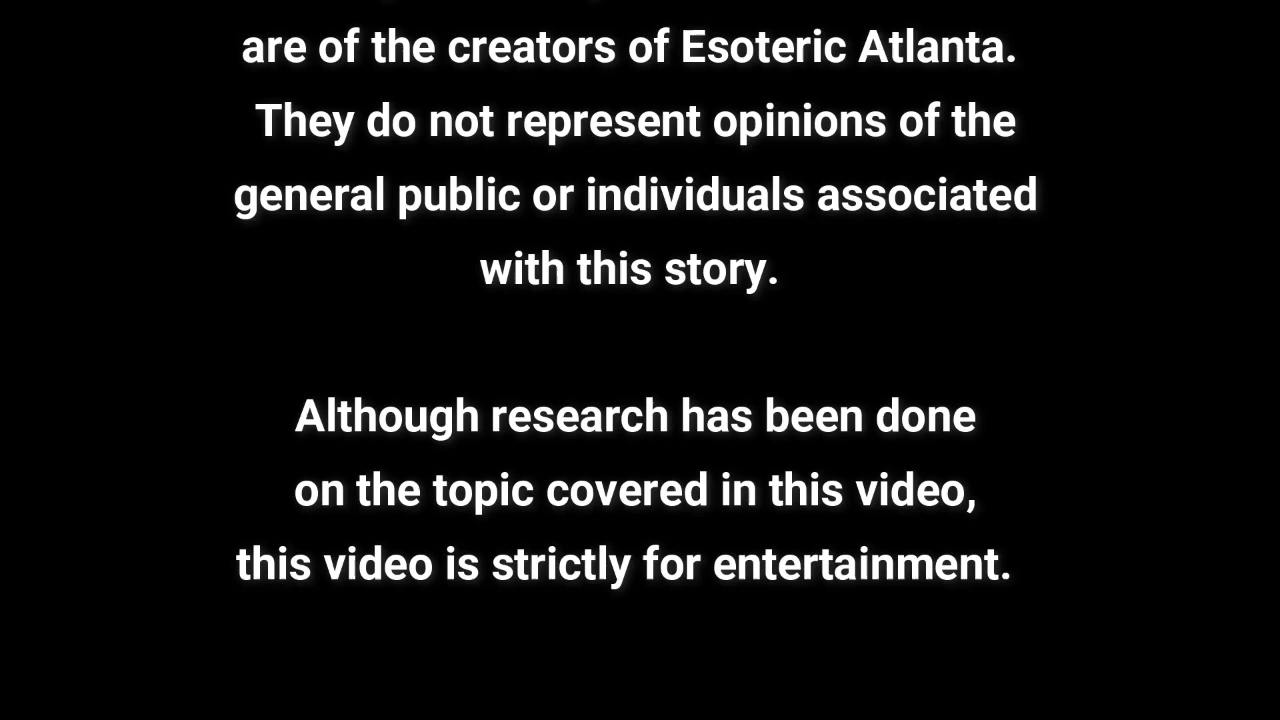 are of the creators of Esoteric Atlanta.
They do not represent opinions of the
general public or individuals associated
with this story.
Although research has been done
on the topic covered in this video,
this video is strictly for entertainment.